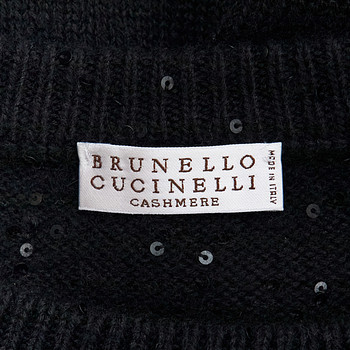 BRUNELLO
CUCINELLI
CASHMERE
MADE IN ITALY